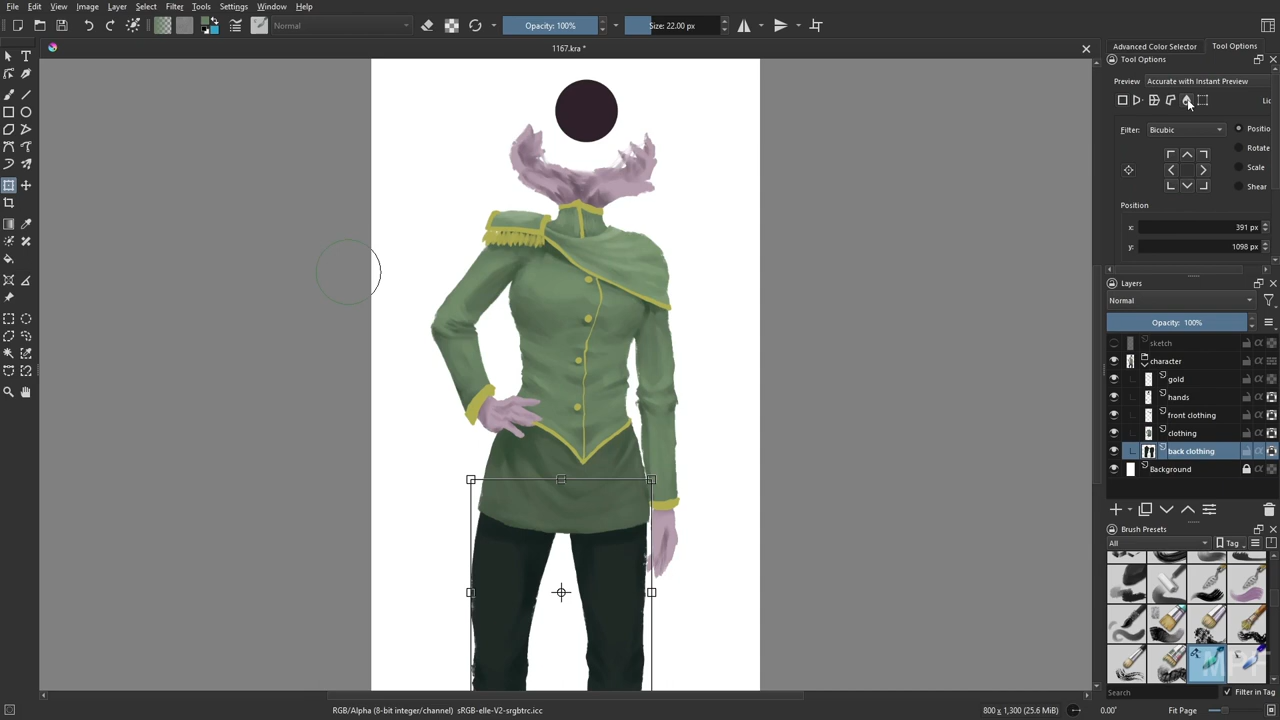 File Edit View Image Layer Select Filter Tools Settings Window Help
Normal Opacity: 100% Size: 22.00 px
1167.kra *
Advanced Color Selector Tool Options
Tool Options
Preview Accurate with Instant Preview
Lic
Filter: Bicubic Positio
Rotate
Scale
Shear
Position
x: 391 px
y: 1098 px
Layers
Normal
Opacity: 100%
sketch
character
gold
hands
front clothing
clothing
back clothing
Background
Brush Presets
All Tag
Search Filter in Tag
RGB/Alpha (8-bit integer/channel) sRGB-elle-V2-srgbtrc.icc 800 x 1,300 (25.6 MiB) 0.00° Fit Page